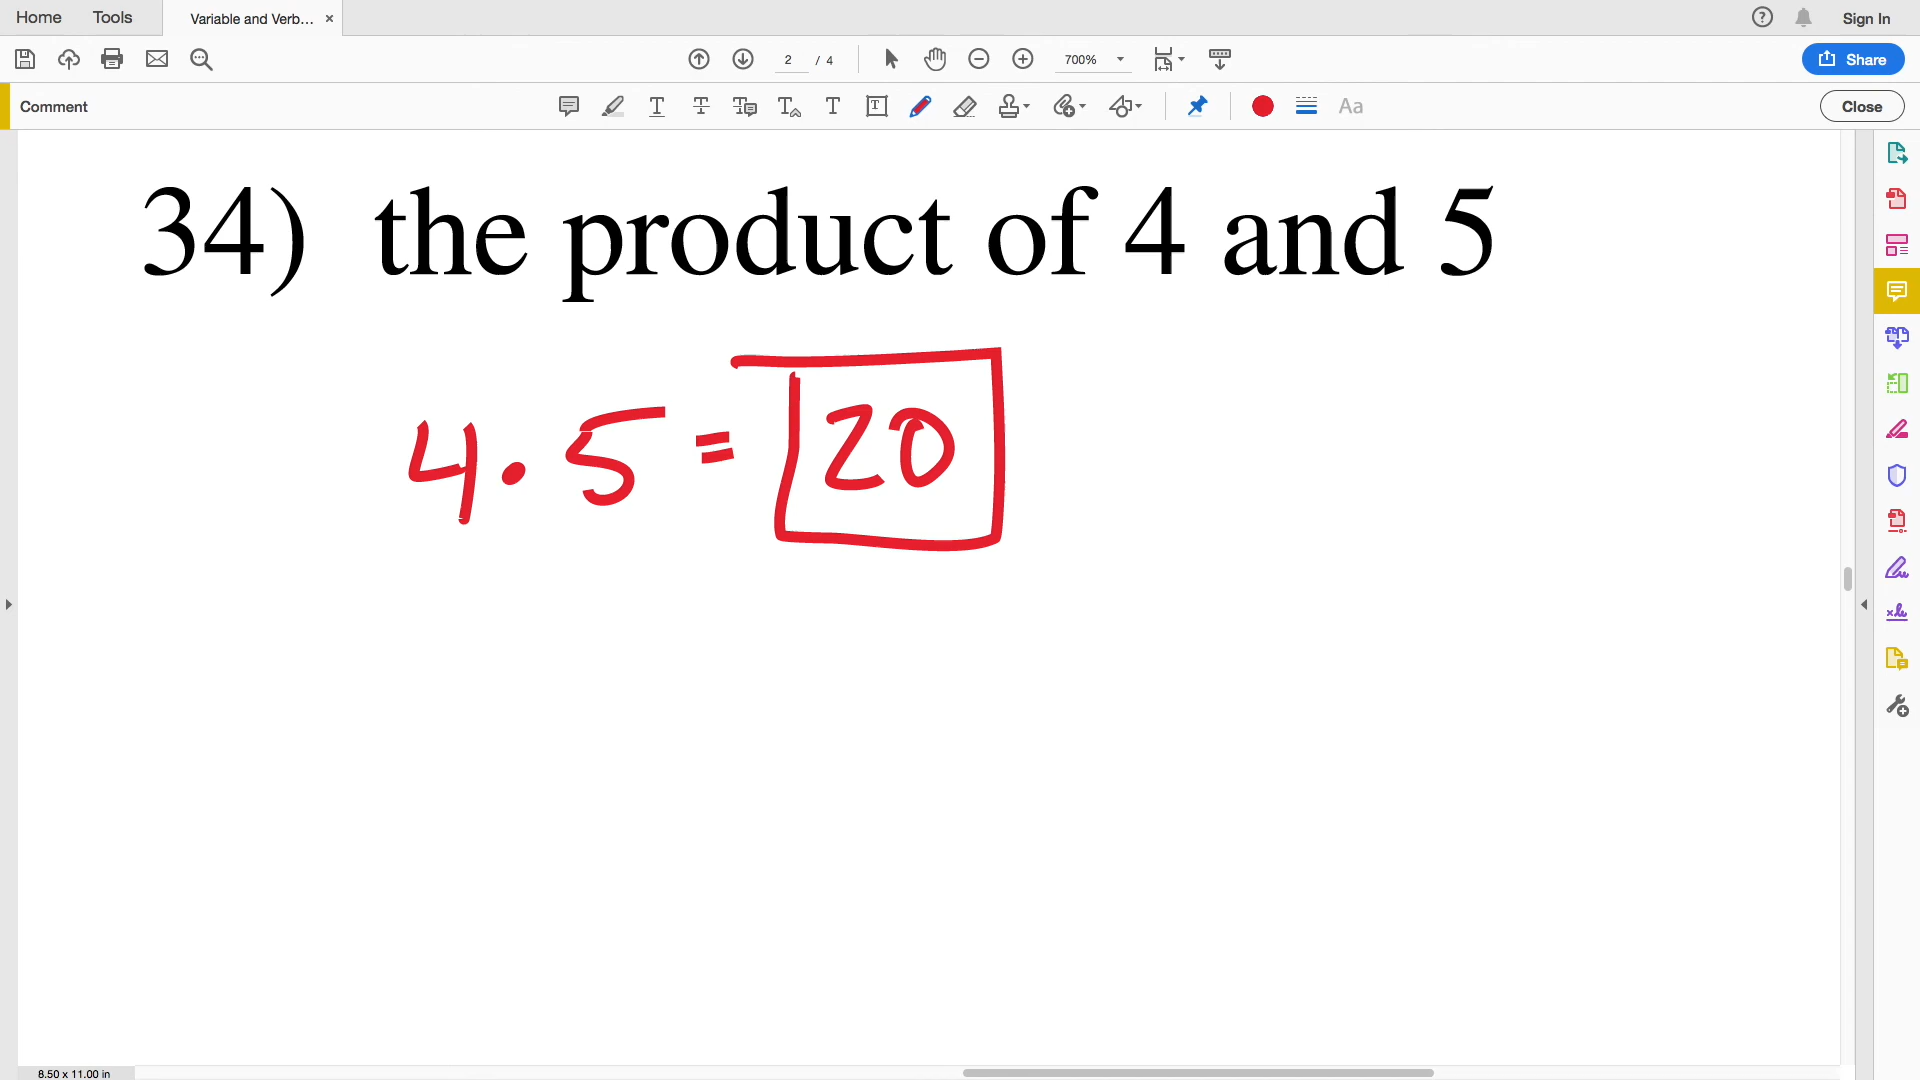 Home Tools Variable and Verb... × Sign In
2 / 4 700% Share
Comment Aa Close
34) the product of 4 and 5
4 · 5 = 20
8.50 x 11.00 in